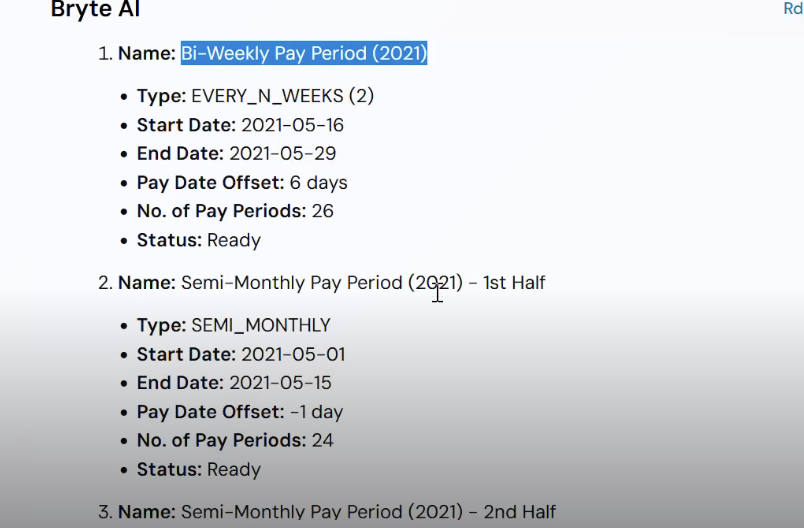 Bryte AI
Rd
1. Name: Bi-Weekly Pay Period (2021)
• Type: EVERY_N_WEEKS (2)
• Start Date: 2021-05-16
• End Date: 2021-05-29
• Pay Date Offset: 6 days
• No. of Pay Periods: 26
• Status: Ready
2. Name: Semi-Monthly Pay Period (2021) - 1st Half
• Type: SEMI_MONTHLY
• Start Date: 2021-05-01
• End Date: 2021-05-15
• Pay Date Offset: -1 day
• No. of Pay Periods: 24
• Status: Ready
3. Name: Semi-Monthly Pay Period (2021) - 2nd Half